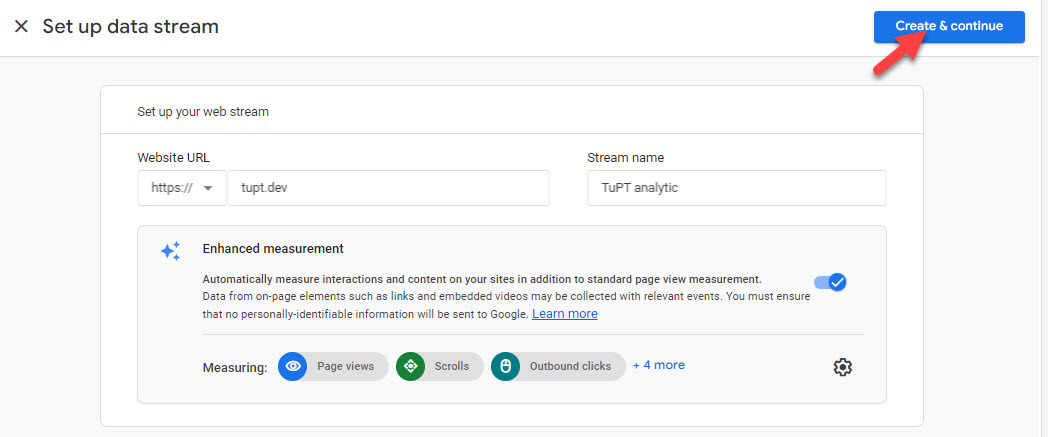 Set up data stream
Create & continue
Set up your web stream
Website URL
Stream name
https://
tupt.dev
TuPT analytic
Enhanced measurement
Automatically measure interactions and content on your sites in addition to standard page view measurement.
Data from on-page elements such as links and embedded videos may be collected with relevant events. You must ensure
that no personally-identifiable information will be sent to Google. Learn more
Measuring:
Page views
Scrolls
Outbound clicks
+ 4 more